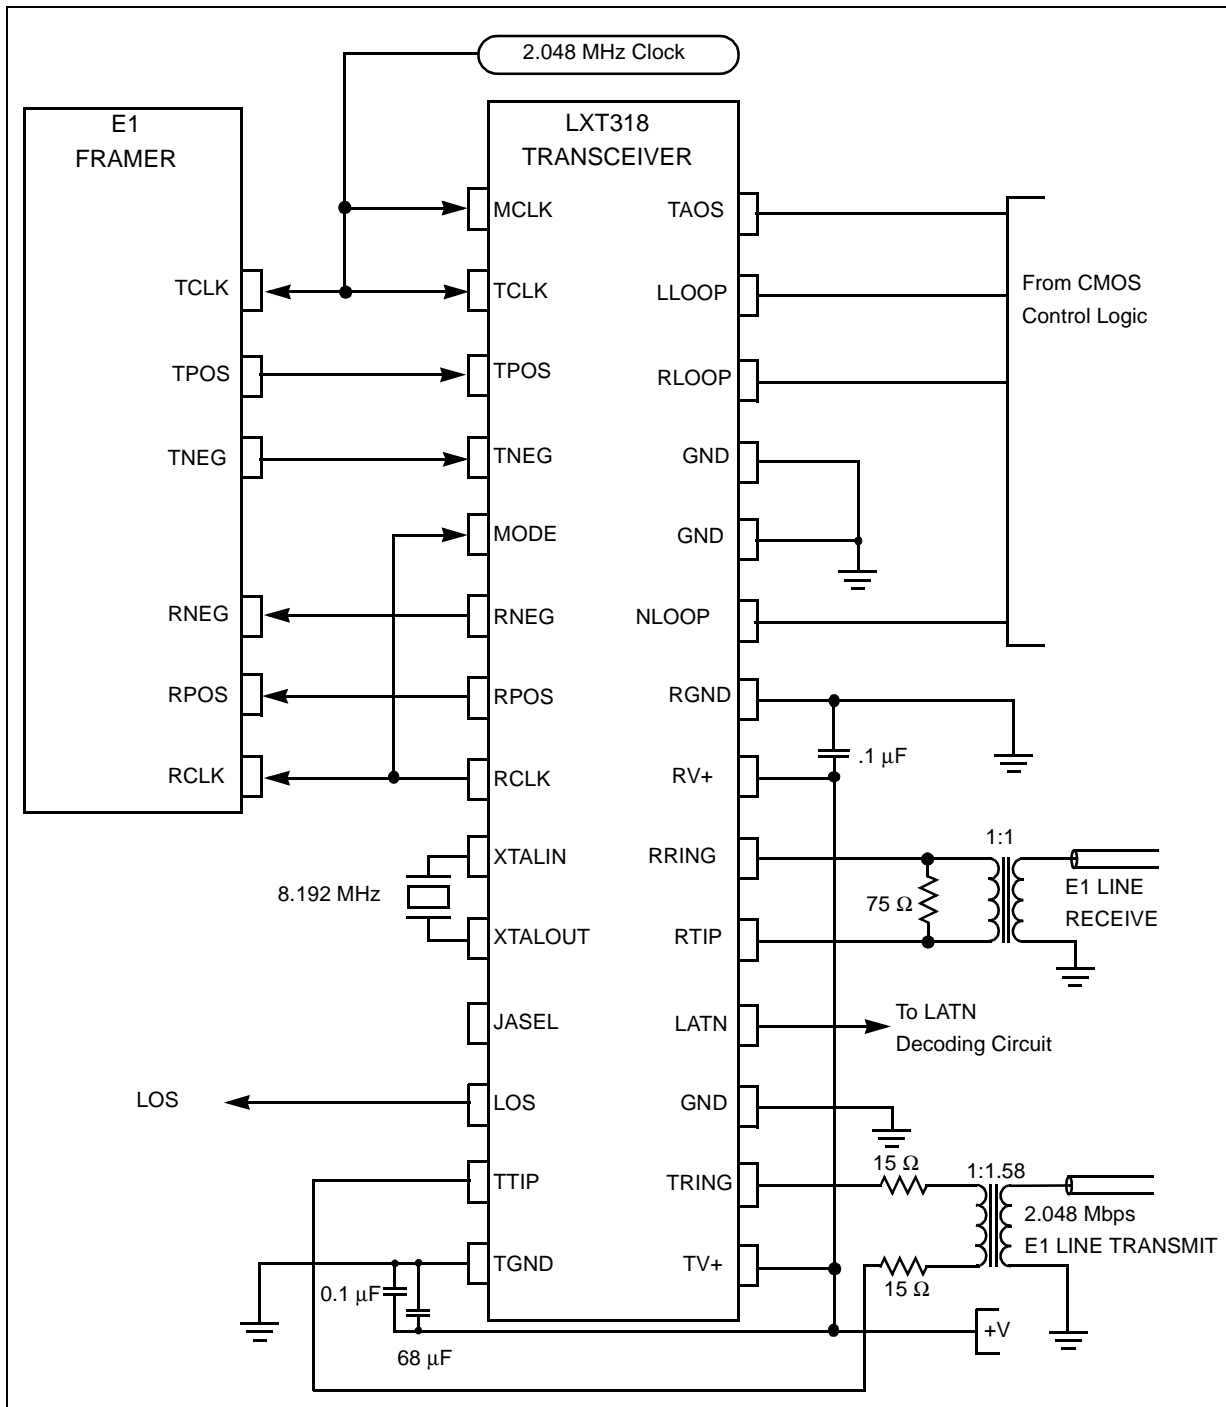 2.048 MHz Clock
E1
FRAMER
LXT318
TRANSCEIVER
MCLK
TAOS
TCLK
TCLK
LLOOP
From CMOS
Control Logic
TPOS
TPOS
RLOOP
TNEG
TNEG
GND
MODE
GND
RNEG
RNEG
NLOOP
RPOS
RPOS
RGND
.1 μF
RCLK
RCLK
RV+
1:1
XTALIN
RRING
8.192 MHz
75 Ω
E1 LINE
RECEIVE
XTALOUT
RTIP
JASEL
LATN
To LATN
Decoding Circuit
LOS
LOS
GND
15 Ω
1:1.58
TTIP
TRING
2.048 Mbps
E1 LINE TRANSMIT
TGND
TV+
15 Ω
0.1 μF
68 μF
+V